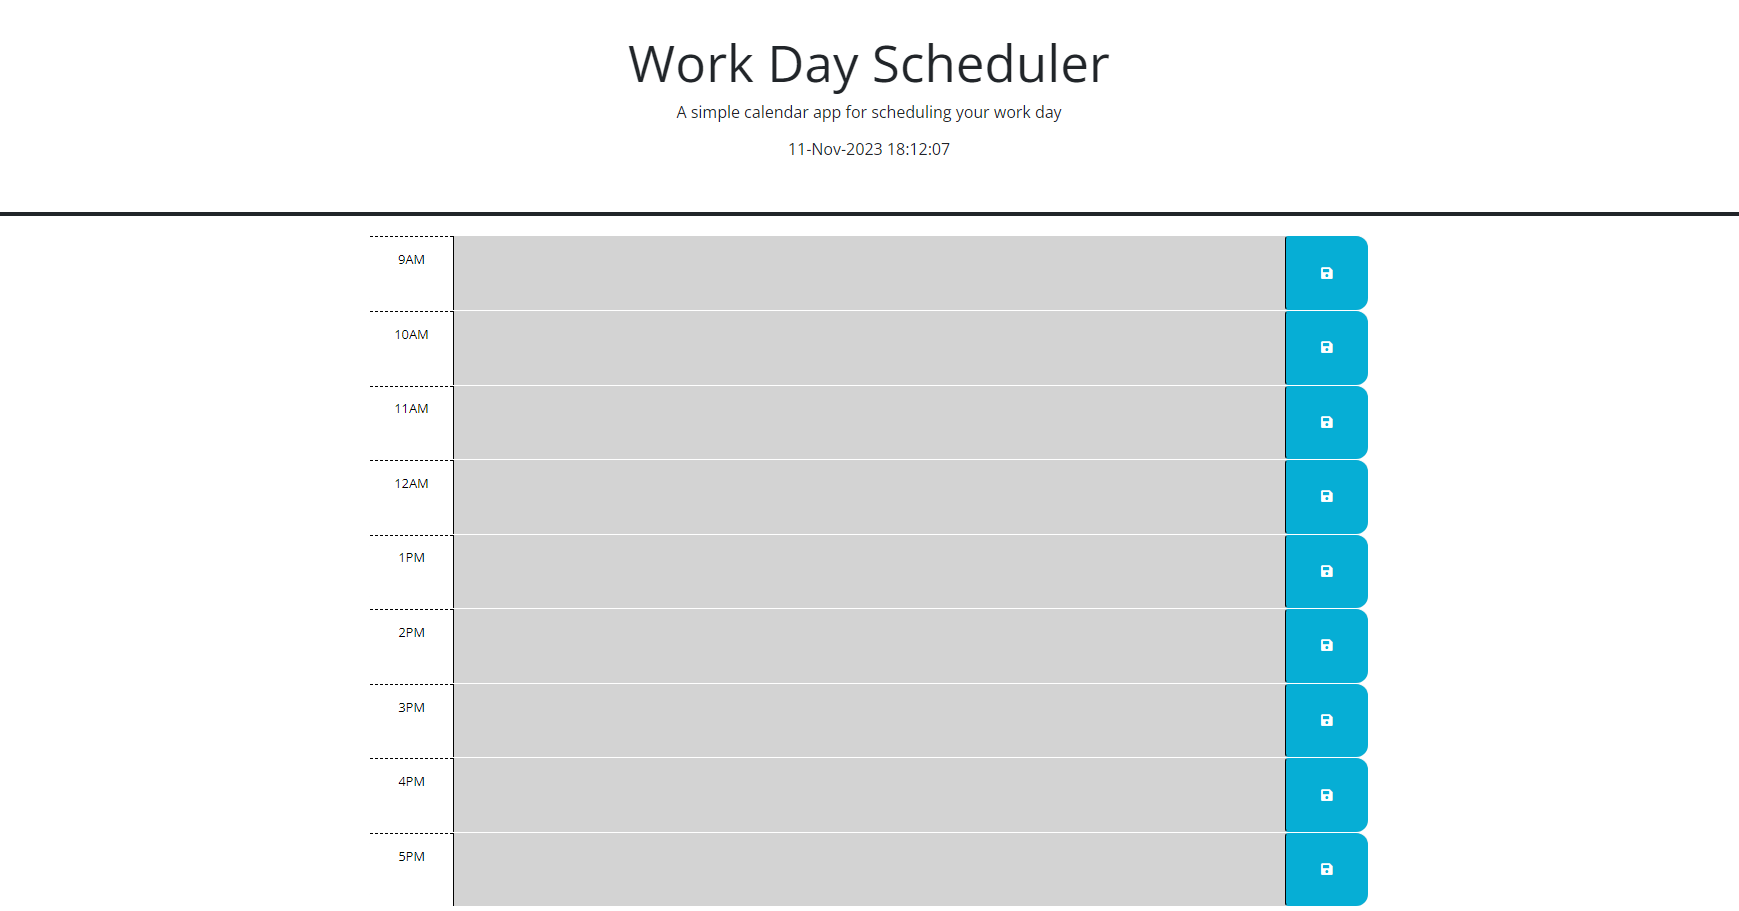 Work Day Scheduler
A simple calendar app for scheduling your work day
11-Nov-2023 18:12:07
9AM
10AM
11AM
12AM
1PM
2PM
3PM
4PM
5PM